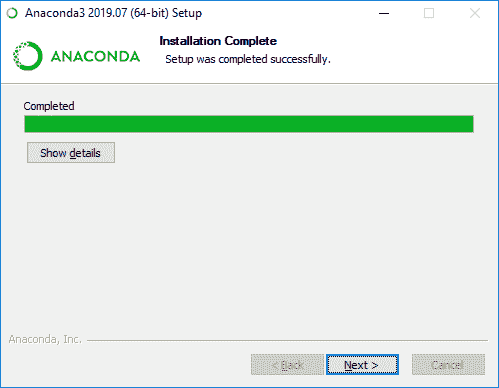 Anaconda3 2019.07 (64-bit) Setup
ANACONDA
Installation Complete
Setup was completed successfully.
Completed
Show details
Anaconda, Inc.
< Back
Next >
Cancel